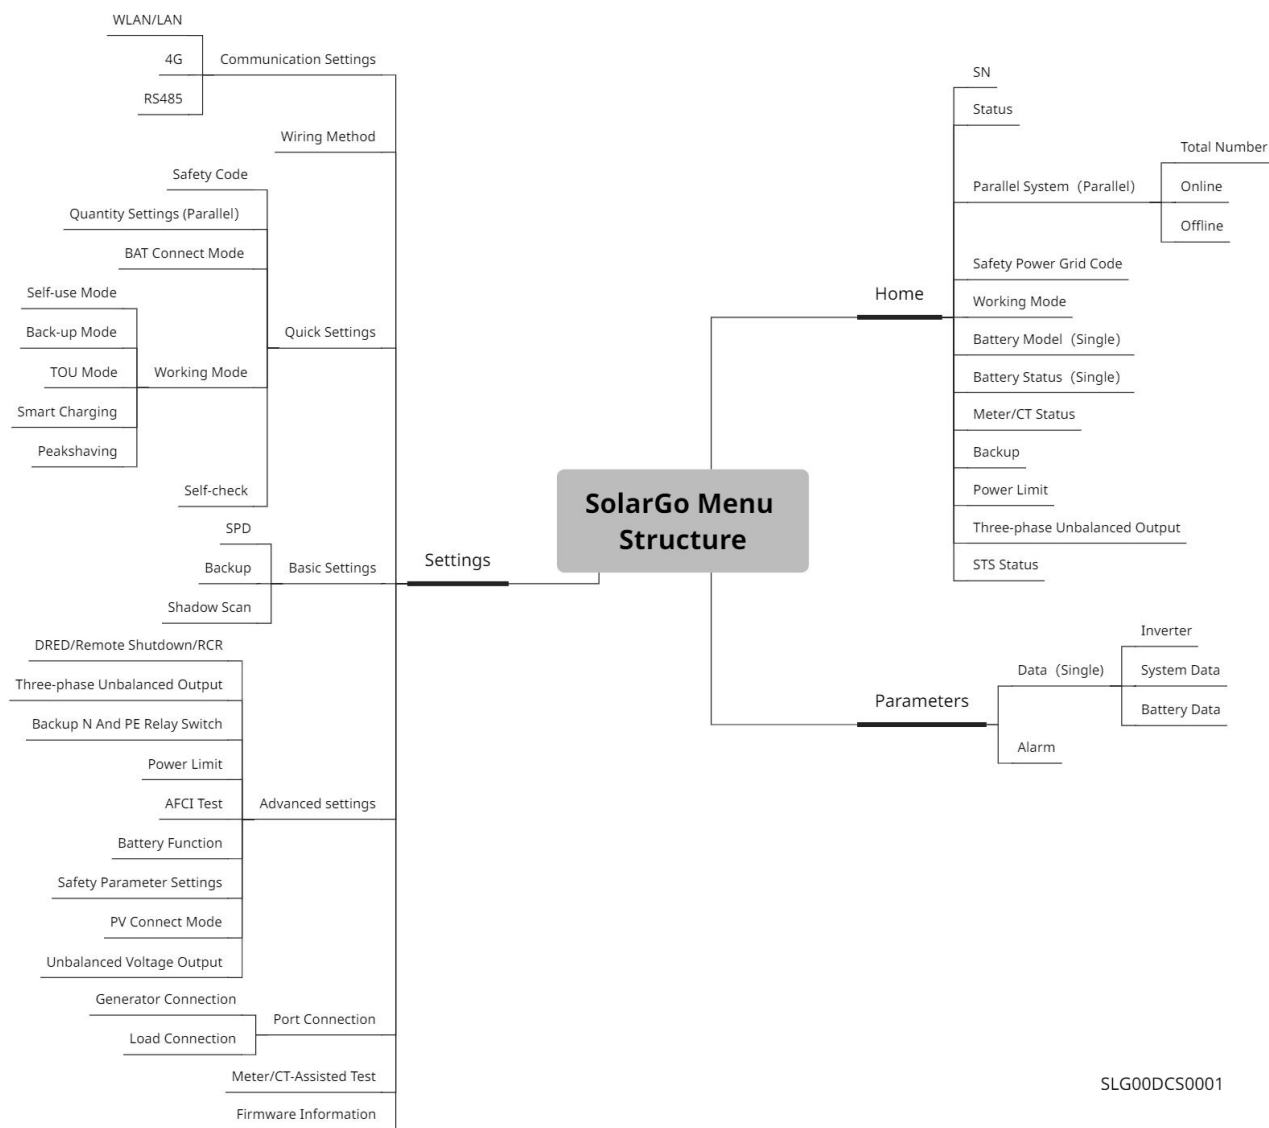 WLAN/LAN
4G
RS485
Communication Settings
Wiring Method
Safety Code
Quantity Settings (Parallel)
BAT Connect Mode
Self-use Mode
Back-up Mode
TOU Mode
Smart Charging
Peakshaving
Working Mode
Self-check
Quick Settings
SPD
Backup
Shadow Scan
Basic Settings
DRED/Remote Shutdown/RCR
Three-phase Unbalanced Output
Backup N And PE Relay Switch
Power Limit
AFCI Test
Battery Function
Safety Parameter Settings
PV Connect Mode
Unbalanced Voltage Output
Advanced settings
Generator Connection
Load Connection
Port Connection
Meter/CT-Assisted Test
Firmware Information
Settings
SolarGo Menu
Structure
Home
SN
Status
Parallel System（Parallel）
Total Number
Online
Offline
Safety Power Grid Code
Working Mode
Battery Model（Single）
Battery Status（Single）
Meter/CT Status
Backup
Power Limit
Three-phase Unbalanced Output
STS Status
Parameters
Data（Single）
Inverter
System Data
Battery Data
Alarm
SLG00DCS0001